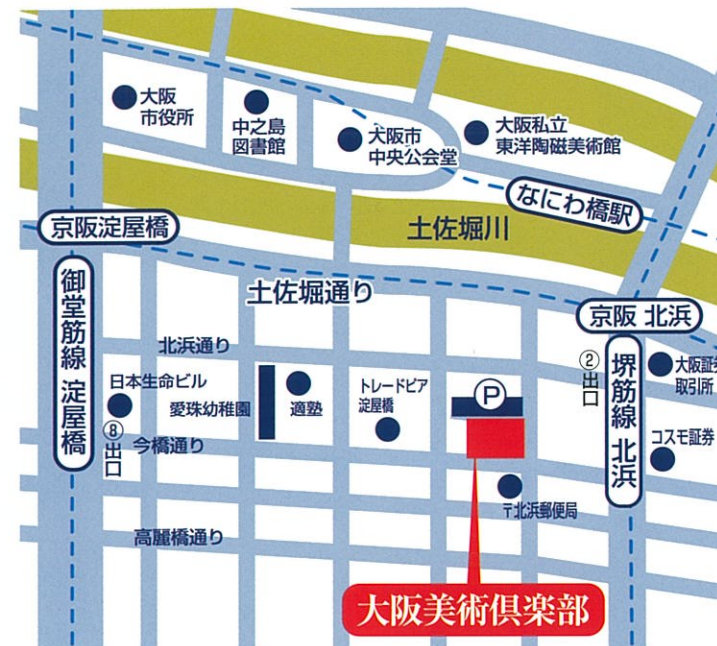 大阪
市役所
中之島
図書館
大阪市
中央公会堂
大阪私立
東洋陶磁美術館
なにわ橋駅
京阪淀屋橋
土佐堀川
土佐堀通り
京阪 北浜
御堂筋線 淀屋橋
北浜通り
②出口
堺筋線 北浜
大阪証券
取引所
日本生命ビル
愛珠幼稚園
適塾
トレードピア
淀屋橋
P
⑧出口
今橋通り
コスモ証券
〒北浜郵便局
高麗橋通り
大阪美術倶楽部